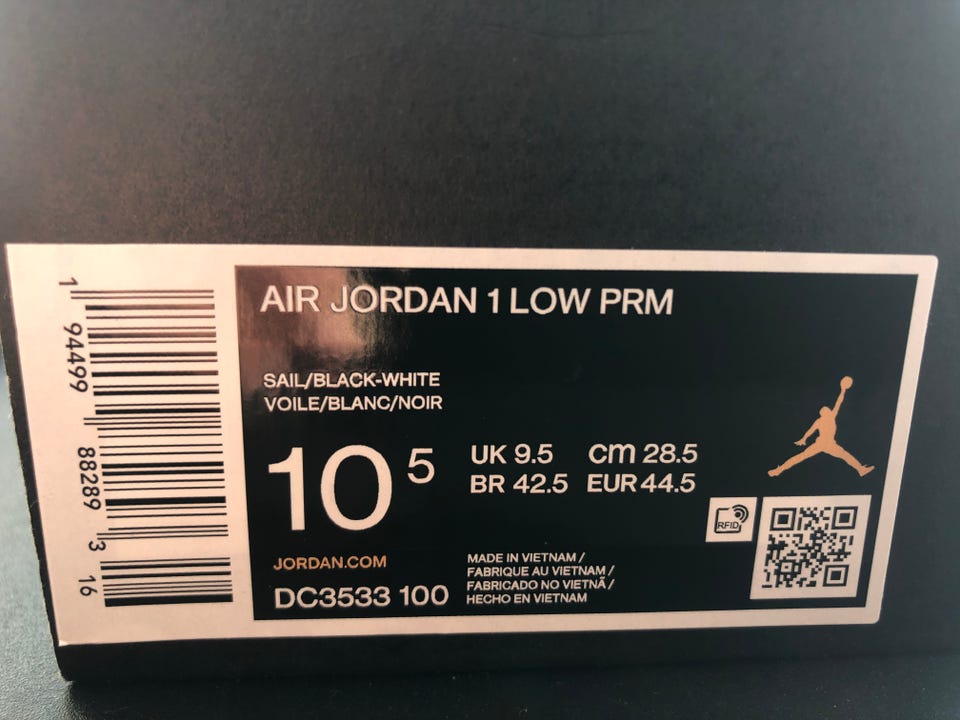 1 94499 88289 3 16
AIR JORDAN 1 LOW PRM
SAIL/BLACK-WHITE
VOILE/BLANC/NOIR
10 5
UK 9.5 cm 28.5
BR 42.5 EUR 44.5
RFID
JORDAN.COM
DC3533 100
MADE IN VIETNAM /
FABRIQUE AU VIETNAM /
FABRICADO NO VIETNÃ /
HECHO EN VIETNAM